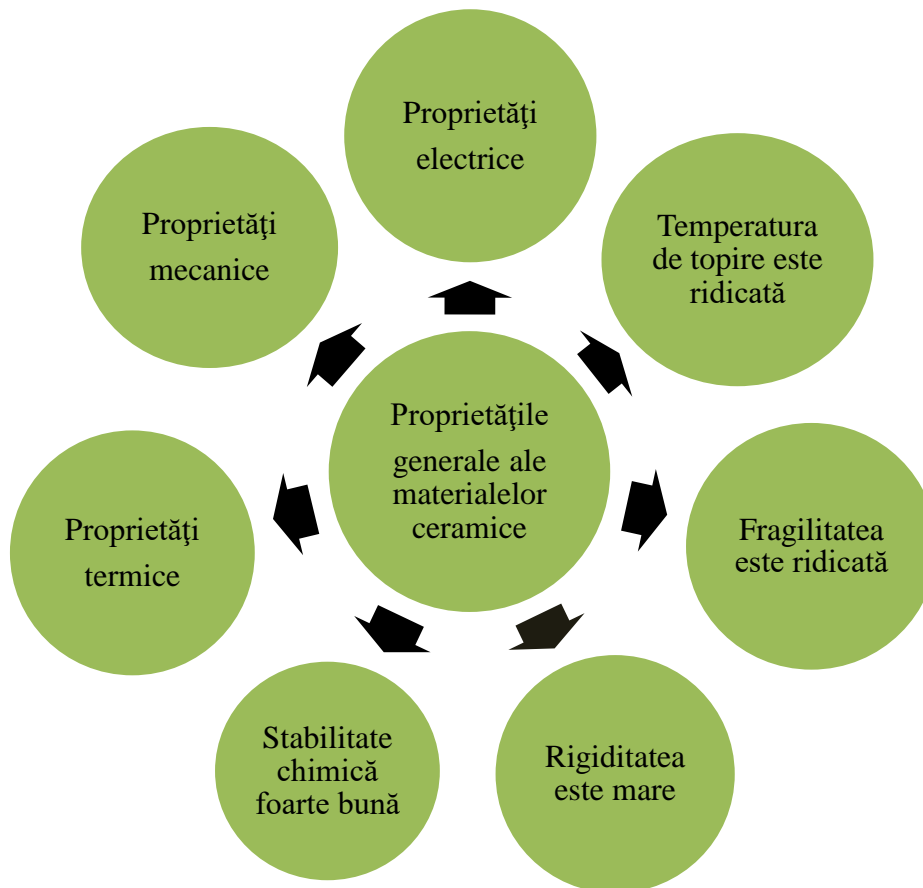 Proprietăţi
electrice
Temperatura
de topire este
ridicată
Fragilitatea
este ridicată
Rigiditatea
este mare
Stabilitate
chimică
foarte bună
Proprietăţi
termice
Proprietăţi
mecanice
Proprietăţile
generale ale
materialelor
ceramice